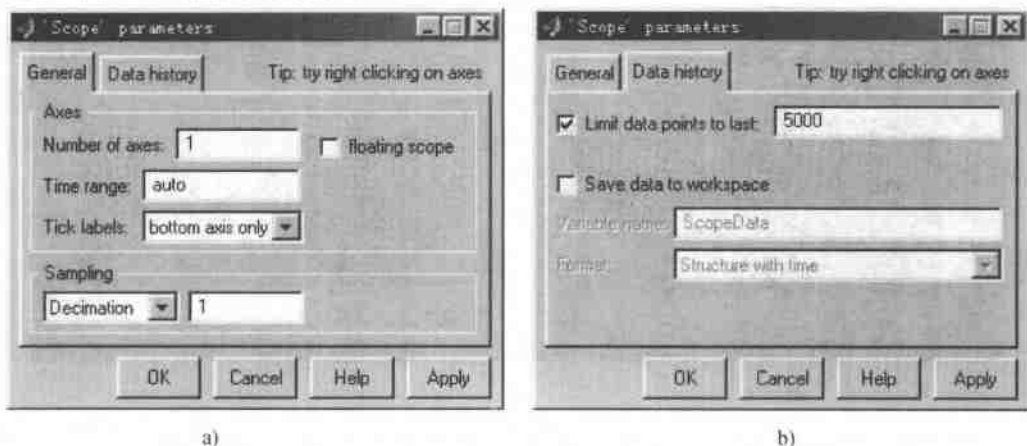 'Scope' parameters
General
Data history
Tip: try right clicking on axes
Axes
Number of axes: 1
floating scope
Time range: auto
Tick labels: bottom axis only
Sampling
Decimation 1
OK Cancel Help Apply
a)
'Scope' parameters
General
Data history
Tip: try right clicking on axes
Limit data points to last: 5000
Save data to workspace
Variable name: ScopeData
Format: Structure with time
OK Cancel Help Apply
b)